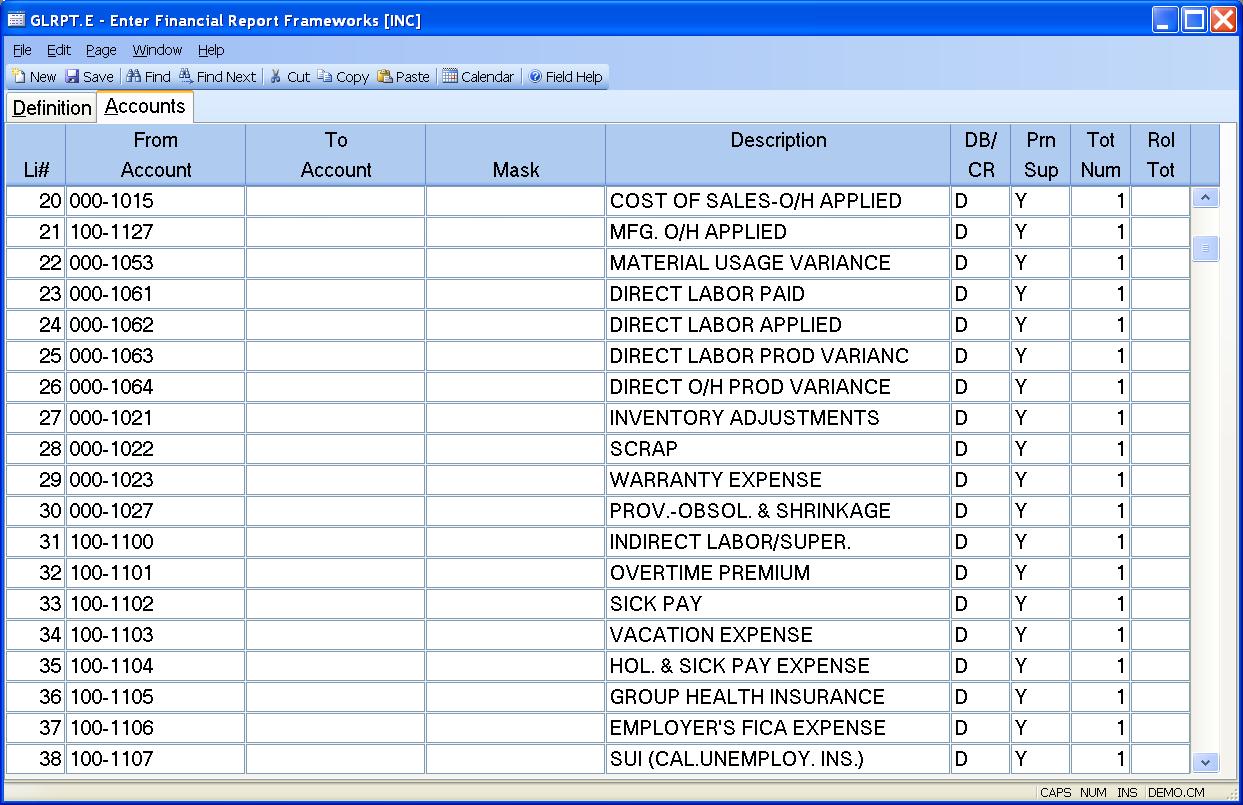 GLRPT.E - Enter Financial Report Frameworks [INC]
File Edit Page Window Help
New Save Find Find Next Cut Copy Paste Calendar Field Help
Definition Accounts
From To Description DB/ Prn Tot Rol
Li# Account Account Mask CR Sup Num Tot
20 000-1015 COST OF SALES-O/H APPLIED D Y 1
21 100-1127 MFG. O/H APPLIED D Y 1
22 000-1053 MATERIAL USAGE VARIANCE D Y 1
23 000-1061 DIRECT LABOR PAID D Y 1
24 000-1062 DIRECT LABOR APPLIED D Y 1
25 000-1063 DIRECT LABOR PROD VARIANC D Y 1
26 000-1064 DIRECT O/H PROD VARIANCE D Y 1
27 000-1021 INVENTORY ADJUSTMENTS D Y 1
28 000-1022 SCRAP D Y 1
29 000-1023 WARRANTY EXPENSE D Y 1
30 000-1027 PROV.-OBSOL. & SHRINKAGE D Y 1
31 100-1100 INDIRECT LABOR/SUPER. D Y 1
32 100-1101 OVERTIME PREMIUM D Y 1
33 100-1102 SICK PAY D Y 1
34 100-1103 VACATION EXPENSE D Y 1
35 100-1104 HOL. & SICK PAY EXPENSE D Y 1
36 100-1105 GROUP HEALTH INSURANCE D Y 1
37 100-1106 EMPLOYER'S FICA EXPENSE D Y 1
38 100-1107 SUI (CAL.UNEMPLOY. INS.) D Y 1
CAPS NUM INS DEMO.CM